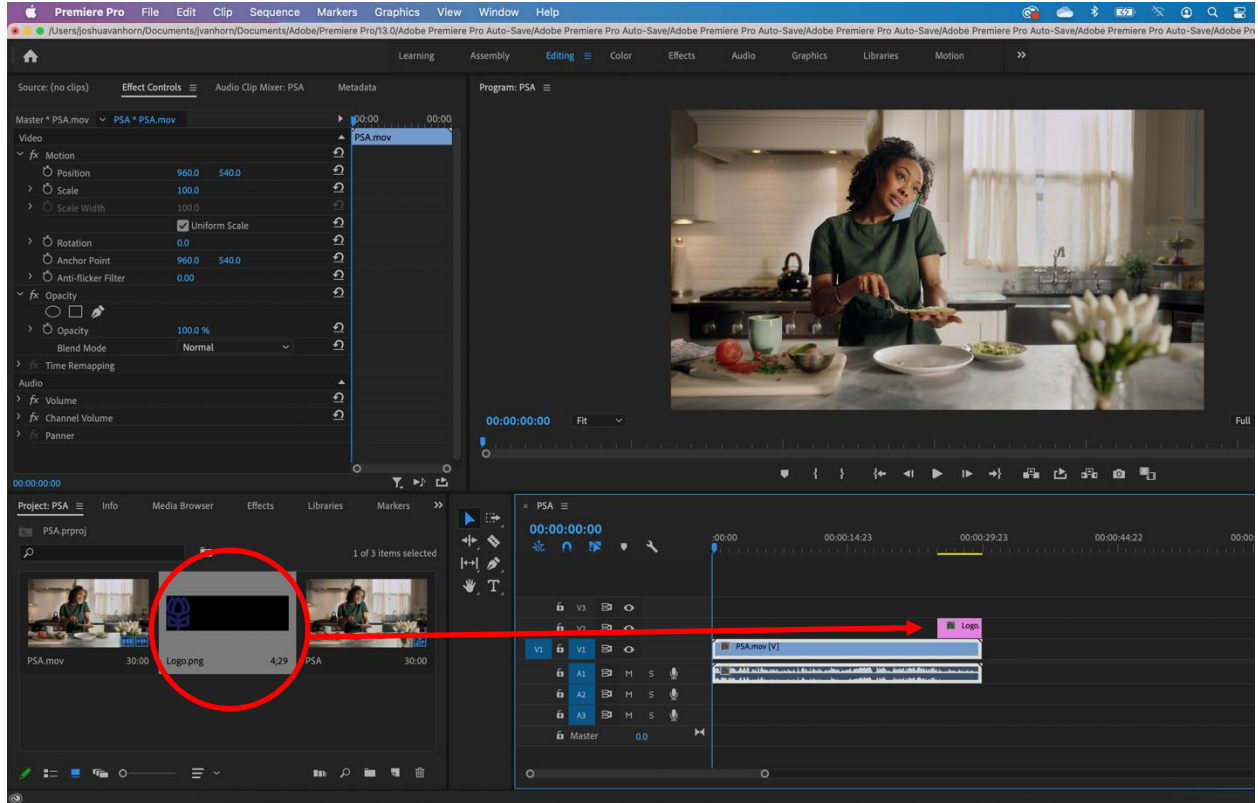 Premiere Pro File Edit Clip Sequence Markers Graphics View Window Help
/Users/joshuavanhorn/Documents/jvanhorn/Documents/Adobe/Premiere Pro/13.0/Adobe Premiere Pro Auto-Save/Adobe Premiere Pro Auto-Save/Adobe Premiere Pro Auto-Save/Adobe Premiere Pro Auto-Save/Adobe Premiere Pro Auto-Save/Adobe Premiere Pro Auto-Save/Adobe Pre
Learning Assembly Editing Color Effects Audio Graphics Libraries Motion
Source: (no clips) Effect Controls Audio Clip Mixer: PSA Metadata
Program: PSA
Master * PSA.mov PSA * PSA.mov 00:00 00:00
Video PSA.mov
fx Motion
Position 960.0 540.0
Scale 100.0
Scale Width 100.0
Uniform Scale
Rotation 0.0
Anchor Point 960.0 540.0
Anti-flicker Filter 0.00
fx Opacity
Opacity 100.0 %
Blend Mode Normal
fx Time Remapping
Audio
fx Volume
fx Channel Volume
fx Panner
00:00:00:00
00:00:00:00 Fit Full
Project: PSA Info Media Browser Effects Libraries Markers
PSA.prproj
1 of 3 items selected
PSA.mov 30:00
Logo.png 4;29
PSA 30:00
T
PSA
00:00:00:00
:00:00 00:00:14:23 00:00:29:23 00:00:44:22 00:00:
V3
V2 Logo.
V1 V1 PSA.mov [V]
A1 M S
A2 M S
A3 M S
Master 0.0